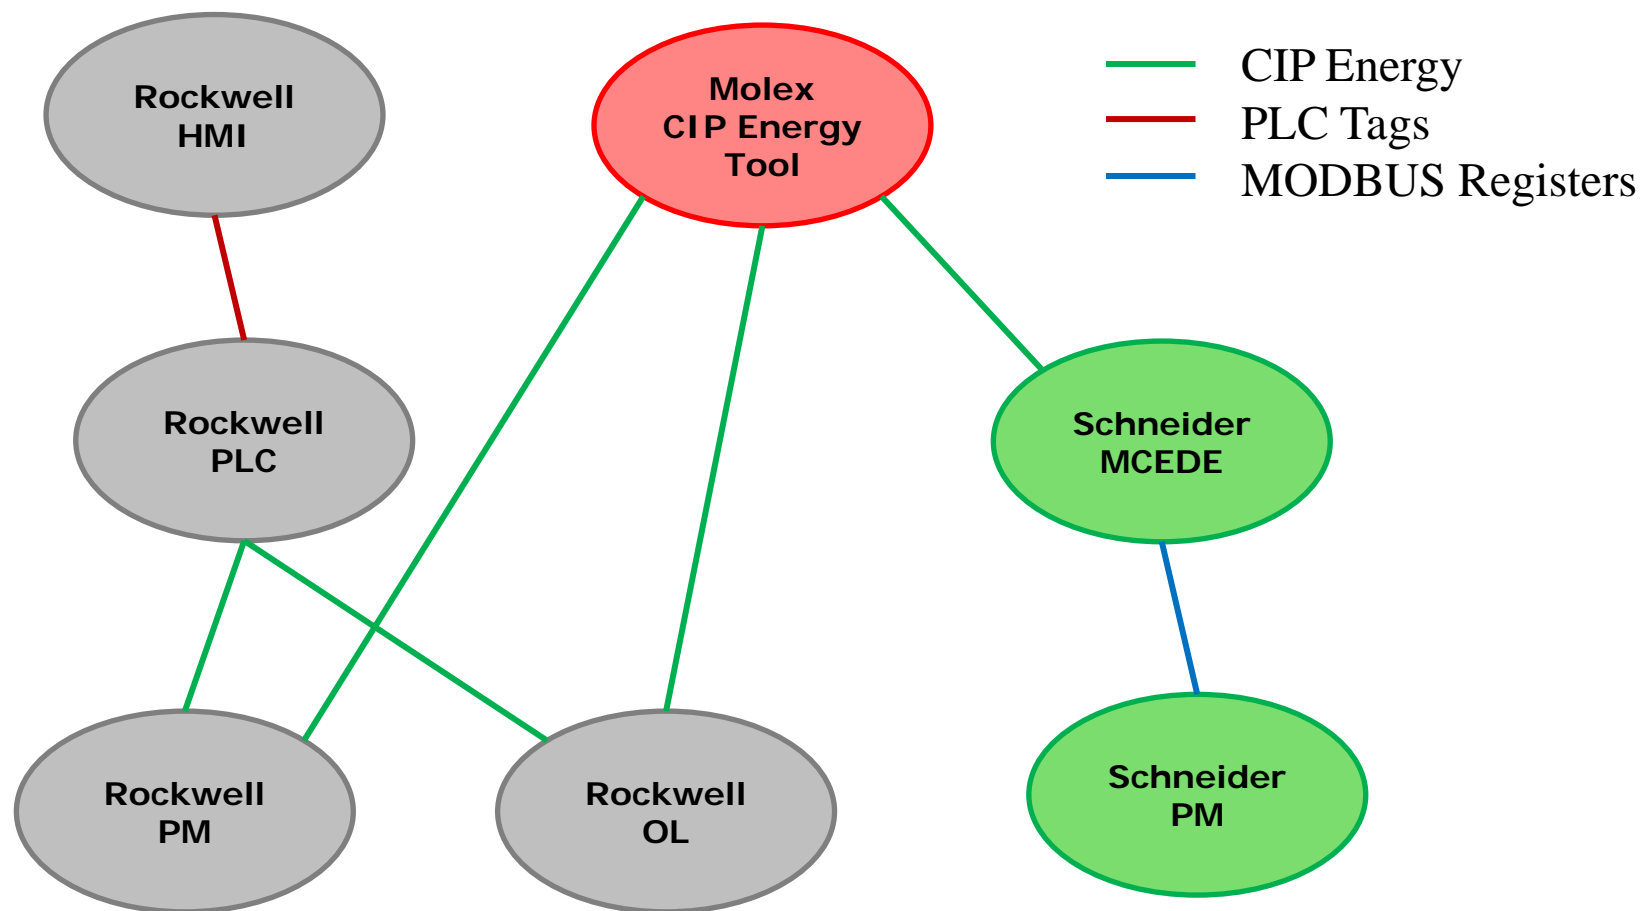 Rockwell
HMI
Molex
CIP Energy
Tool
CIP Energy
PLC Tags
MODBUS Registers
Rockwell
PLC
Schneider
MCEDE
Rockwell
PM
Rockwell
OL
Schneider
PM